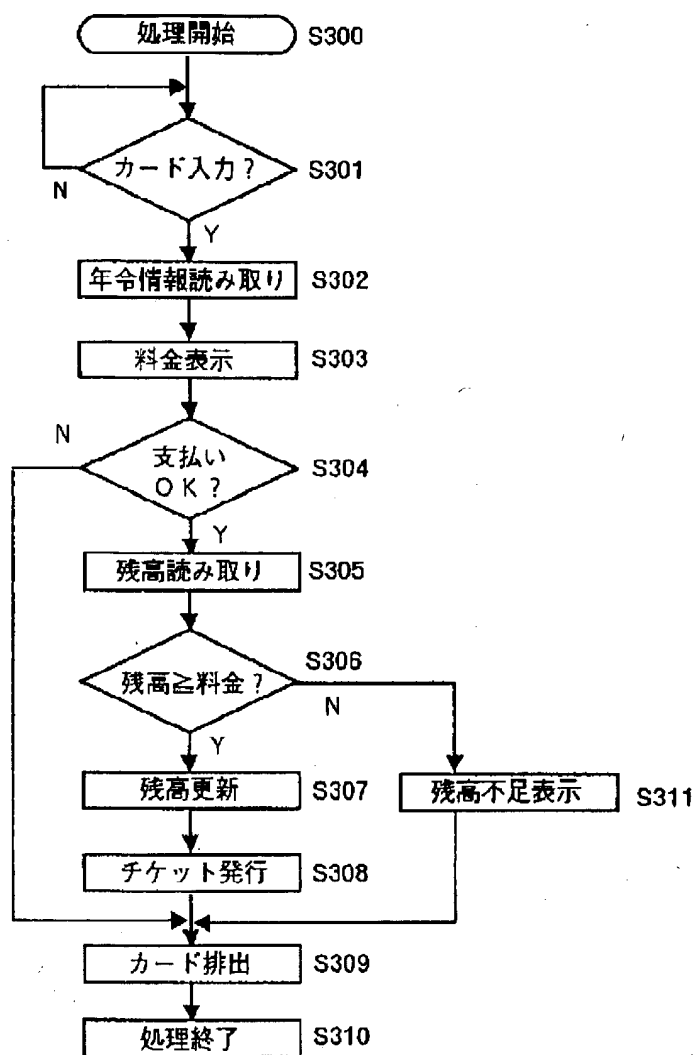 処理開始 S300
カード入力? S301
N
Y
年令情報読み取り S302
料金表示 S303
N
支払い
OK? S304
Y
残高読み取り S305
S306
残高≧料金?
N
Y
残高更新 S307
残高不足表示 S311
チケット発行 S308
カード排出 S309
処理終了 S310